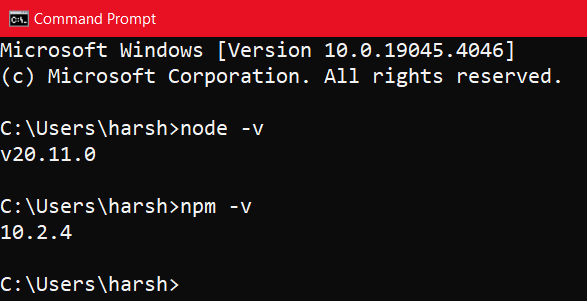 Command Prompt
Microsoft Windows [Version 10.0.19045.4046]
(c) Microsoft Corporation. All rights reserved.
C:\Users\harsh>node -v
v20.11.0
C:\Users\harsh>npm -v
10.2.4
C:\Users\harsh>